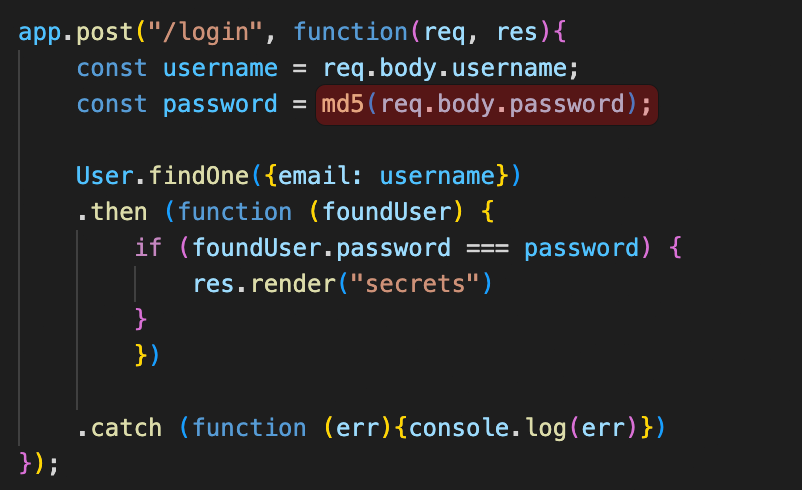 app.post("/login", function(req, res){
    const username = req.body.username;
    const password = md5(req.body.password);

    User.findOne({email: username})
    .then (function (foundUser) {
        if (foundUser.password === password) {
            res.render("secrets")
        }
        })

    .catch (function (err){console.log(err)})
});